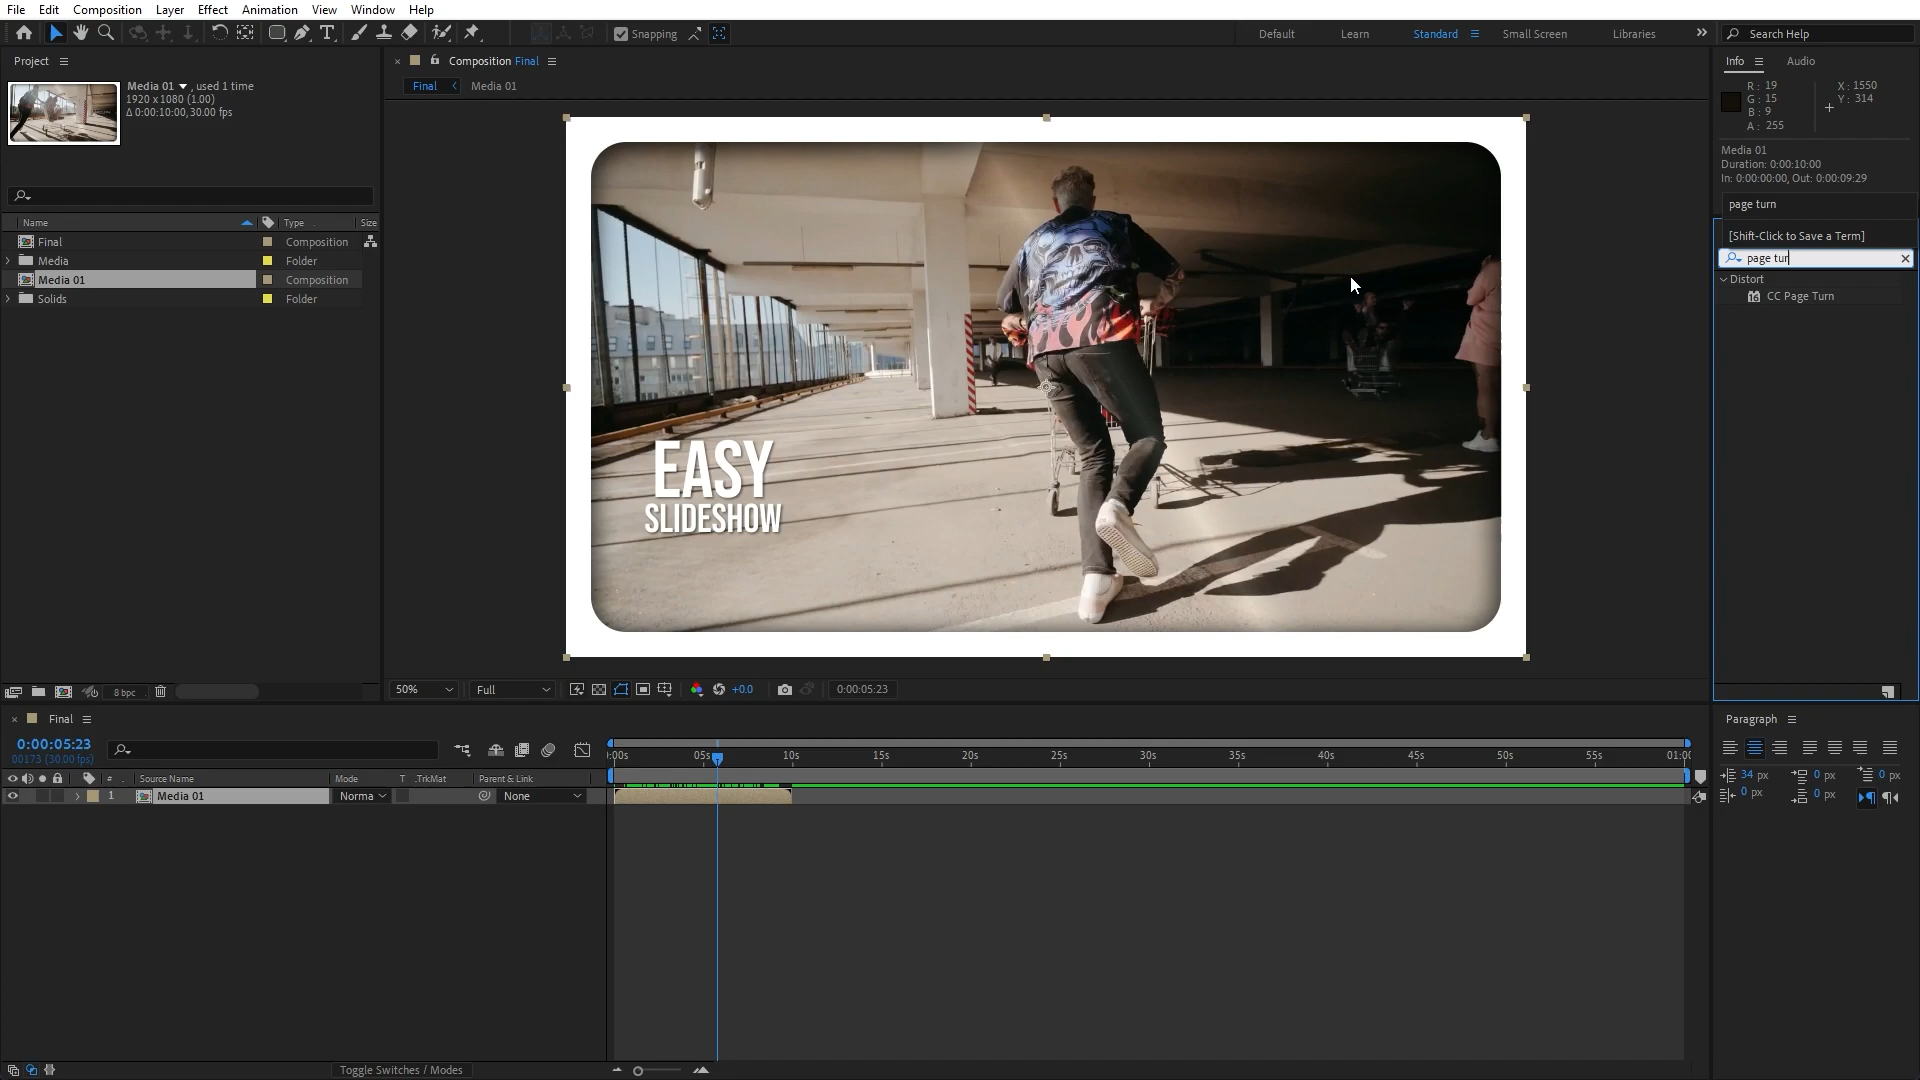 File Edit Composition Layer Effect Animation View Window Help
Snapping
Default Learn Standard Small Screen Libraries
Search Help
Project
Media 01 , used 1 time
1920 x 1080 (1.00)
Δ 0:00:10:00, 30.00 fps
Name Type Size
Final Composition
Media Folder
Media 01 Composition
Solids Folder
8 bpc
Composition Final
Final Media 01
EASY
SLIDESHOW
50% Full +0.0 0:00:05:23
Info Audio
R : 19
G : 15
B : 9
A : 255
X : 1550
Y : 314
Media 01
Duration: 0:00:10:00
In: 0:00:00:00, Out: 0:00:09:29
page turn
[Shift-Click to Save a Term]
page tur
Distort
CC Page Turn
Final
0:00:05:23
00173 (30.00 fps)
:00s 05s 10s 15s 20s 25s 30s 35s 40s 45s 50s 55s 01:00
# Source Name Mode T .TrkMat Parent & Link
1 Media 01 Norma None
Toggle Switches / Modes
Paragraph
34 px 0 px 0 px
0 px 0 px